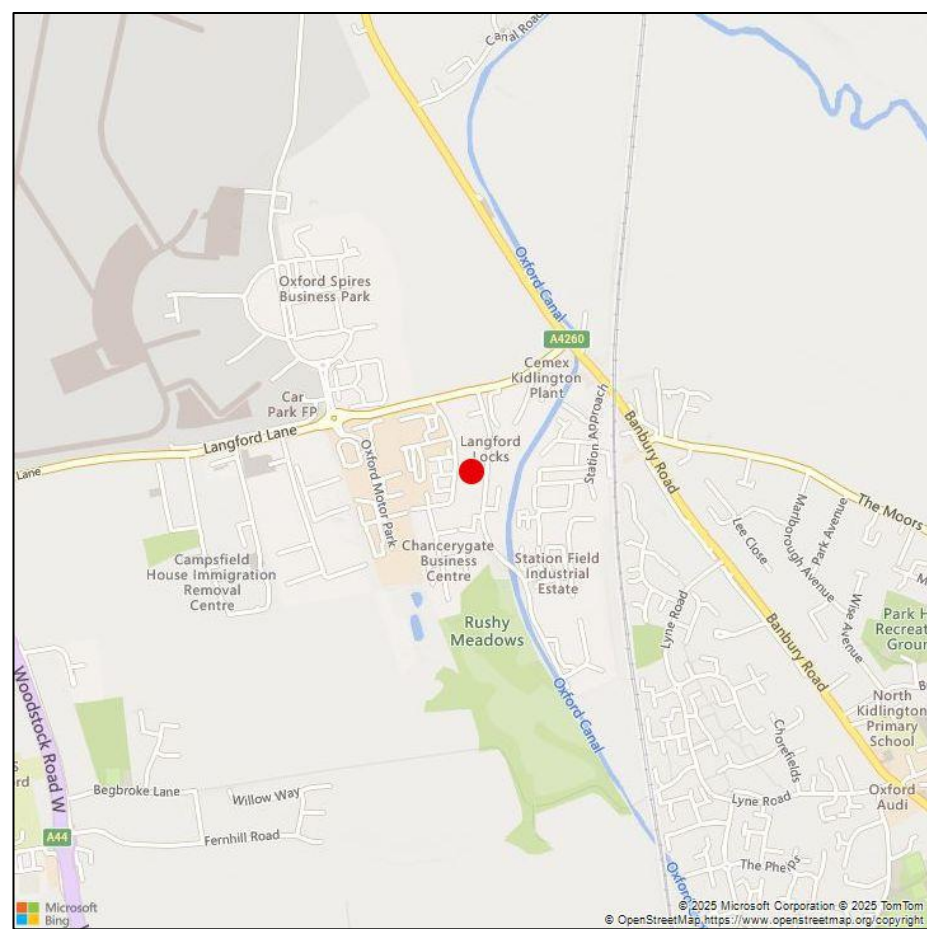 Canal Road
Oxford Spires
Business Park
Oxford Canal
A4260
Cemex
Kidlington
Plant
Car
Park FP
Langford Lane
Lane
Langford
Locks
Station Approach
Banbury Road
The Moors
Oxford Motor Park
Lee Close
Marlborough Avenue
Park Avenue
Wise Avenue
Chancerygate
Business
Centre
Station Field
Industrial
Estate
Campsfield
House Immigration
Removal
Centre
Lyne Road
Rushy
Meadows
Park H
Recreat
Groun
Banbury Road
Woodstock Road W
Oxford Canal
North
Kidlington
Primary
School
Chorefields
ord
Begbroke Lane
Willow Way
Lyne Road
Oxford
Audi
A44
Fernhill Road
The Phelps
Oxford
Microsoft
Bing
© 2025 Microsoft Corporation © 2025 TomTom
© OpenStreetMap https://www.openstreetmap.org/copyright